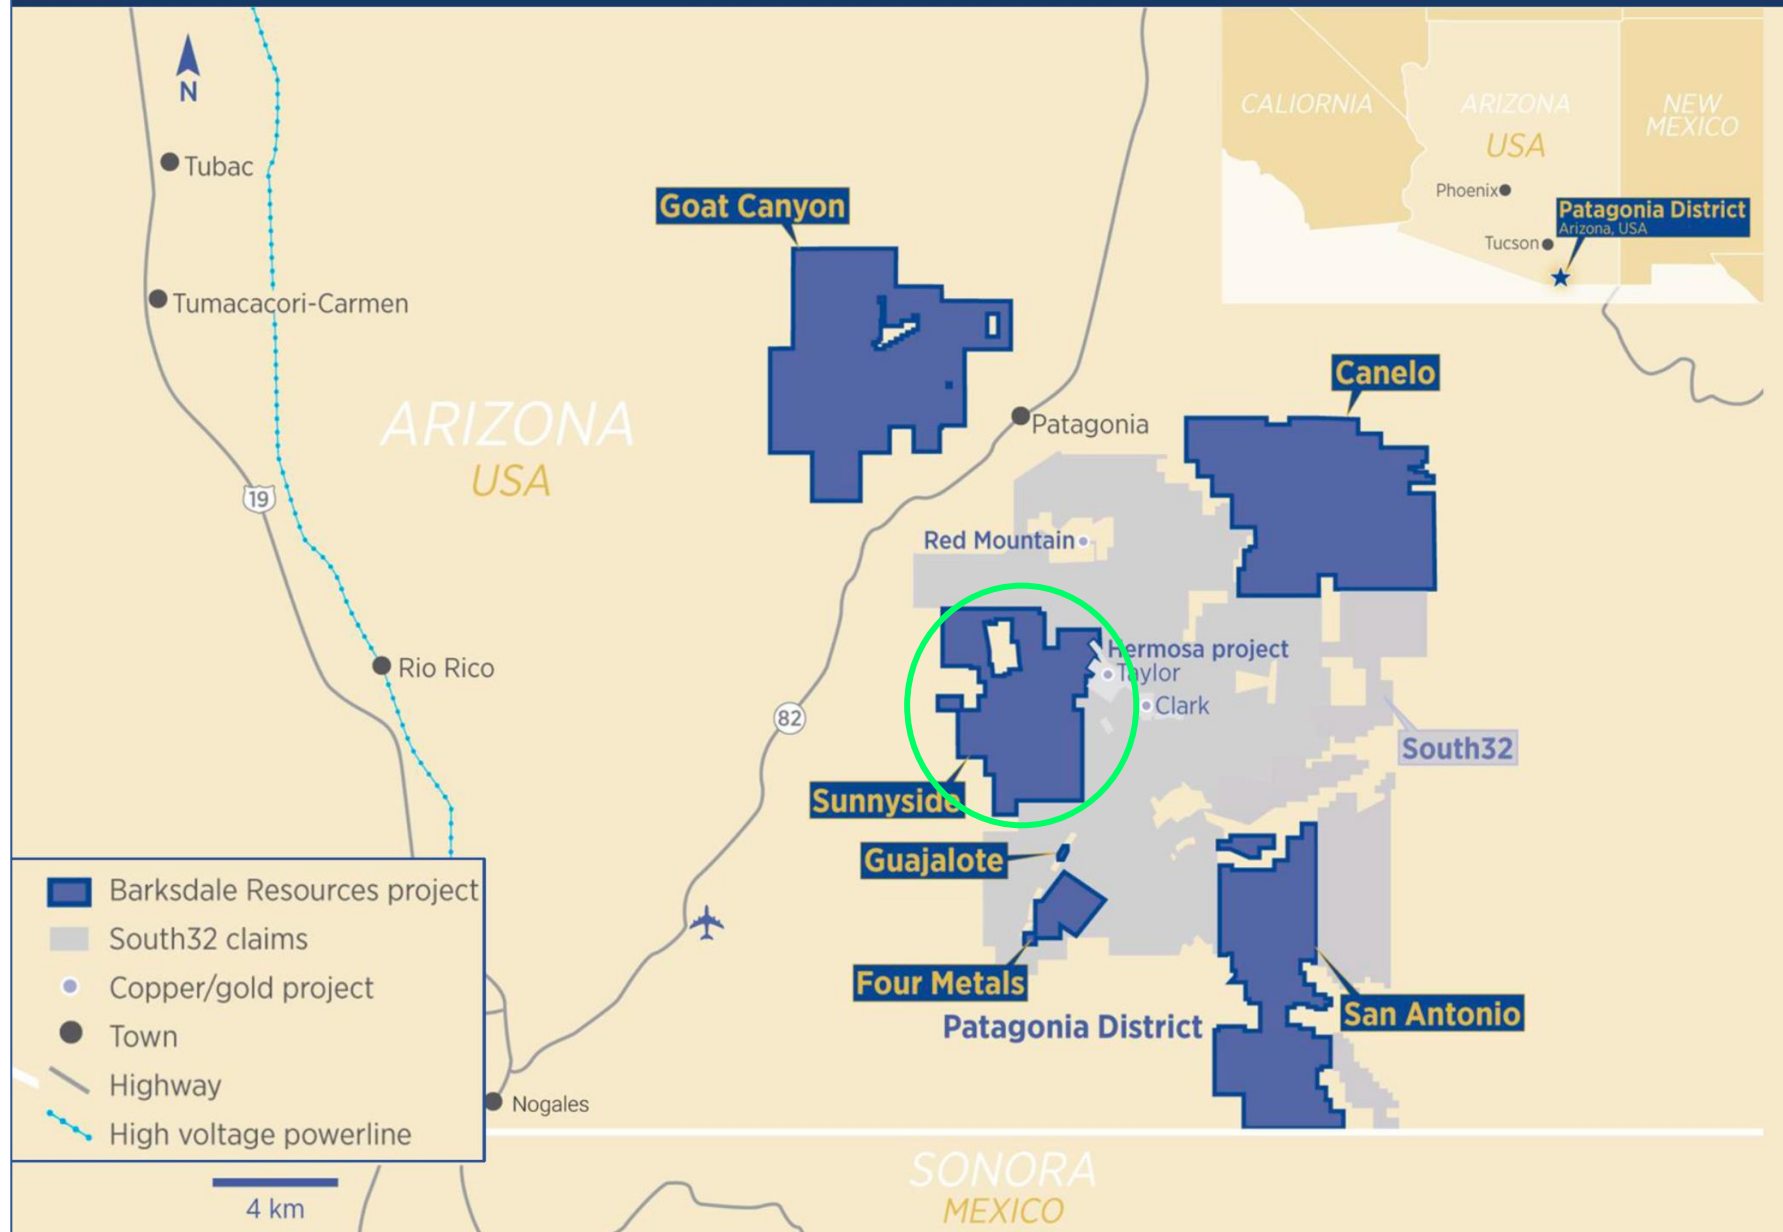 N
Tubac
Tumacacori-Carmen
ARIZONA
USA
19
Rio Rico
82
Nogales
Goat Canyon
Patagonia
Canelo
Red Mountain
Hermosa project
Taylor
Clark
South32
Sunnyside
Guajalote
Four Metals
Patagonia District
San Antonio
SONORA
MEXICO
CALIORNIA
ARIZONA
USA
NEW
MEXICO
Phoenix
Tucson
Patagonia District
Arizona, USA
Barksdale Resources project
South32 claims
Copper/gold project
Town
Highway
High voltage powerline
4 km